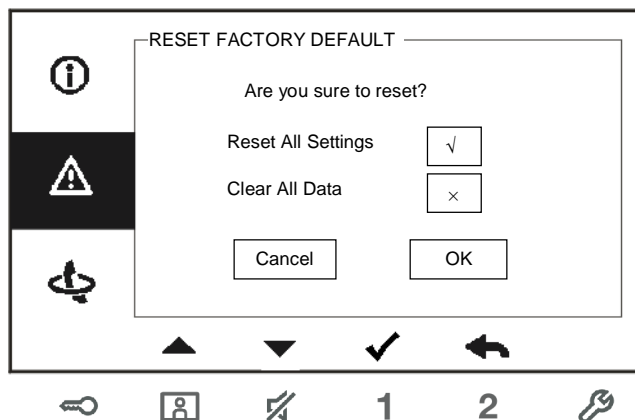 RESET FACTORY DEFAULT
Are you sure to reset?
Reset All Settings √
Clear All Data ×
Cancel OK
1 2